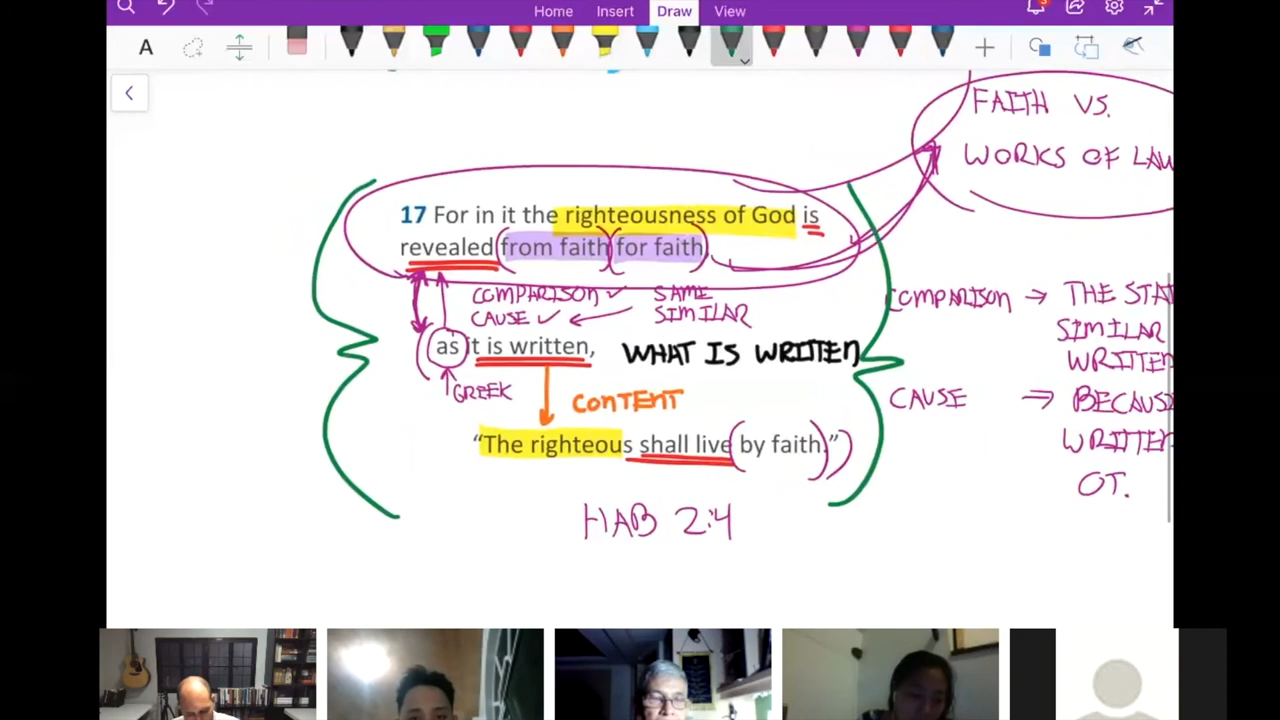 Home Insert Draw View
A
FAITH VS.
WORKS OF LAW
17 For in it the righteousness of God is
revealed from faith for faith,
COMPARISON ✓ SAME
CAUSE ✓ SIMILAR
as it is written, WHAT IS WRITTEN
GREEK
CONTENT
“The righteous shall live by faith.”
HAB 2:4
COMPARISON → THE STA
SIMILAR
WRITTEN
CAUSE ⇒ BECAUS
WRITTEN
OT.